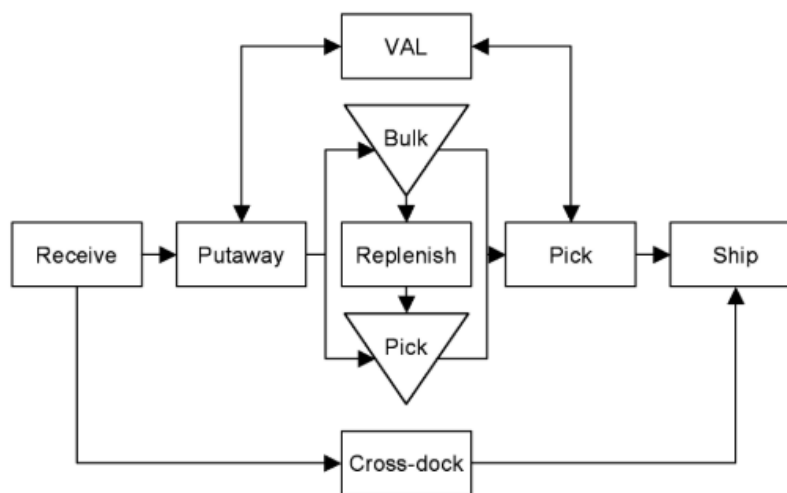 VAL
Bulk
Receive
Putaway
Replenish
Pick
Ship
Pick
Cross-dock